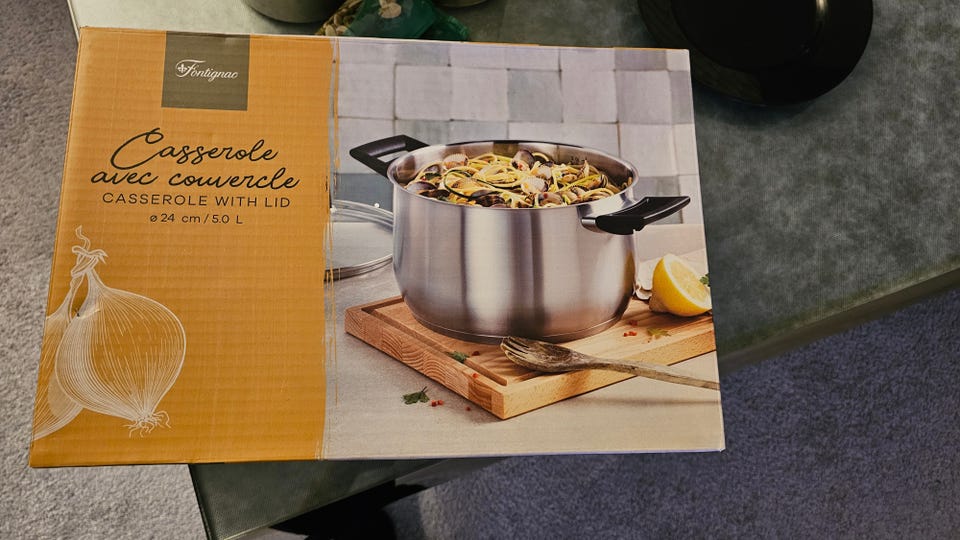 Fontignac
Casserole
avec couvercle
CASSEROLE WITH LID
ø 24 cm / 5.0 L